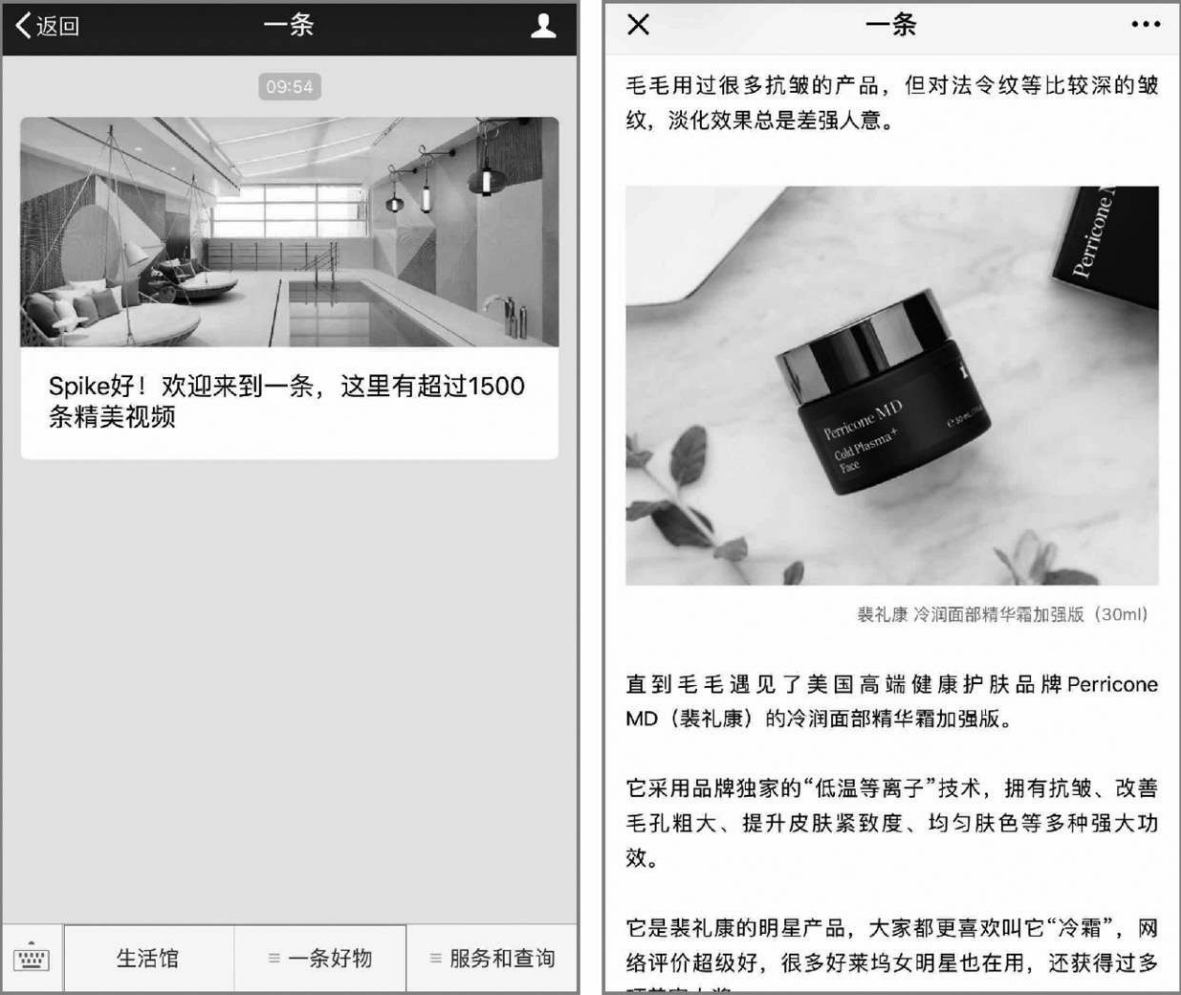 返回
一条
09:54
Spike好！欢迎来到一条，这里有超过1500
条精美视频
生活馆
一条好物
服务和查询
一条
毛毛用过很多抗皱的产品，但对法令纹等比较深的皱
纹，淡化效果总是差强人意。
Perricone M
Perricone MD
Cold Plasma+
Face
裴礼康 冷润面部精华霜加强版（30ml）
直到毛毛遇见了美国高端健康护肤品牌Perricone
MD（裴礼康）的冷润面部精华霜加强版。
它采用品牌独家的“低温等离子”技术，拥有抗皱、改善
毛孔粗大、提升皮肤紧致度、均匀肤色等多种强大功
效。
它是裴礼康的明星产品，大家都更喜欢叫它“冷霜”，网
络评价超级好，很多好莱坞女明星也在用，还获得过多